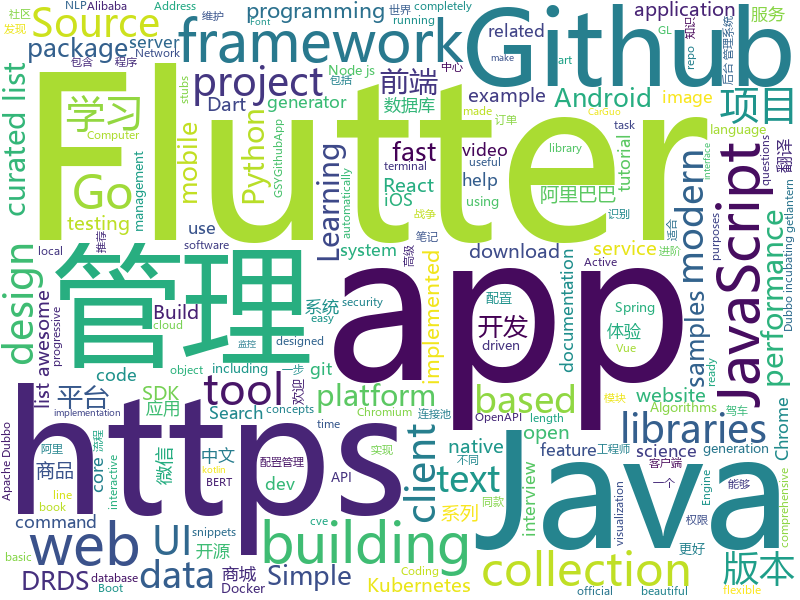 社区 NLP Alibaba Address programming 维护 Font 世界 completely running Network 发现
Source package server framework related application Github 服务 GL 知识 后台管理系统
包含 程序 包括 中心 make art repo
curated list stubs 学习 project 前端 Node js example Android 项目
Dart generator 数据库 image made 订单
Flutter
Computer management Go mobile Python GSYGithubApp fast video React iOS help using terminal useful task library 阿里巴巴 tutorial language 翻译 CarGuo questions interface
testing Learning automatically use download modern JavaScript
design local 推荐 software system service 战争 笔记 识别 适合 进阶 purposes
管理 app
samples performance Dubbo incubating getlantern
progressive list awesome Build 系统 security cloud easy 监控 implemented 高级 Active 配置 documentation Spring 开发 体验 driven Vue
code designed 一步 欢迎 git tool platform based
object including ready
平台 SDK Search concepts Chromium 连接池 OpenAPI length website Algorithms 驾车 模块
https Java
Apache Dubbo 应用 building client libraries
core 流程 微信 中文 native open science Chrome
商品 阿里 interactive BERT 配置管理 time API text feature generation 工程师 实现 不同 客户端 一个 能够
implementation dev interview visualization Engine comprehensive
line book kotlin 系列 同款 snippets cve 权限
command web UI 开源 collection
basic DRDS data 商城 Simple Kubernetes 更好 版本
database Boot Docker Coding official beautiful flexible